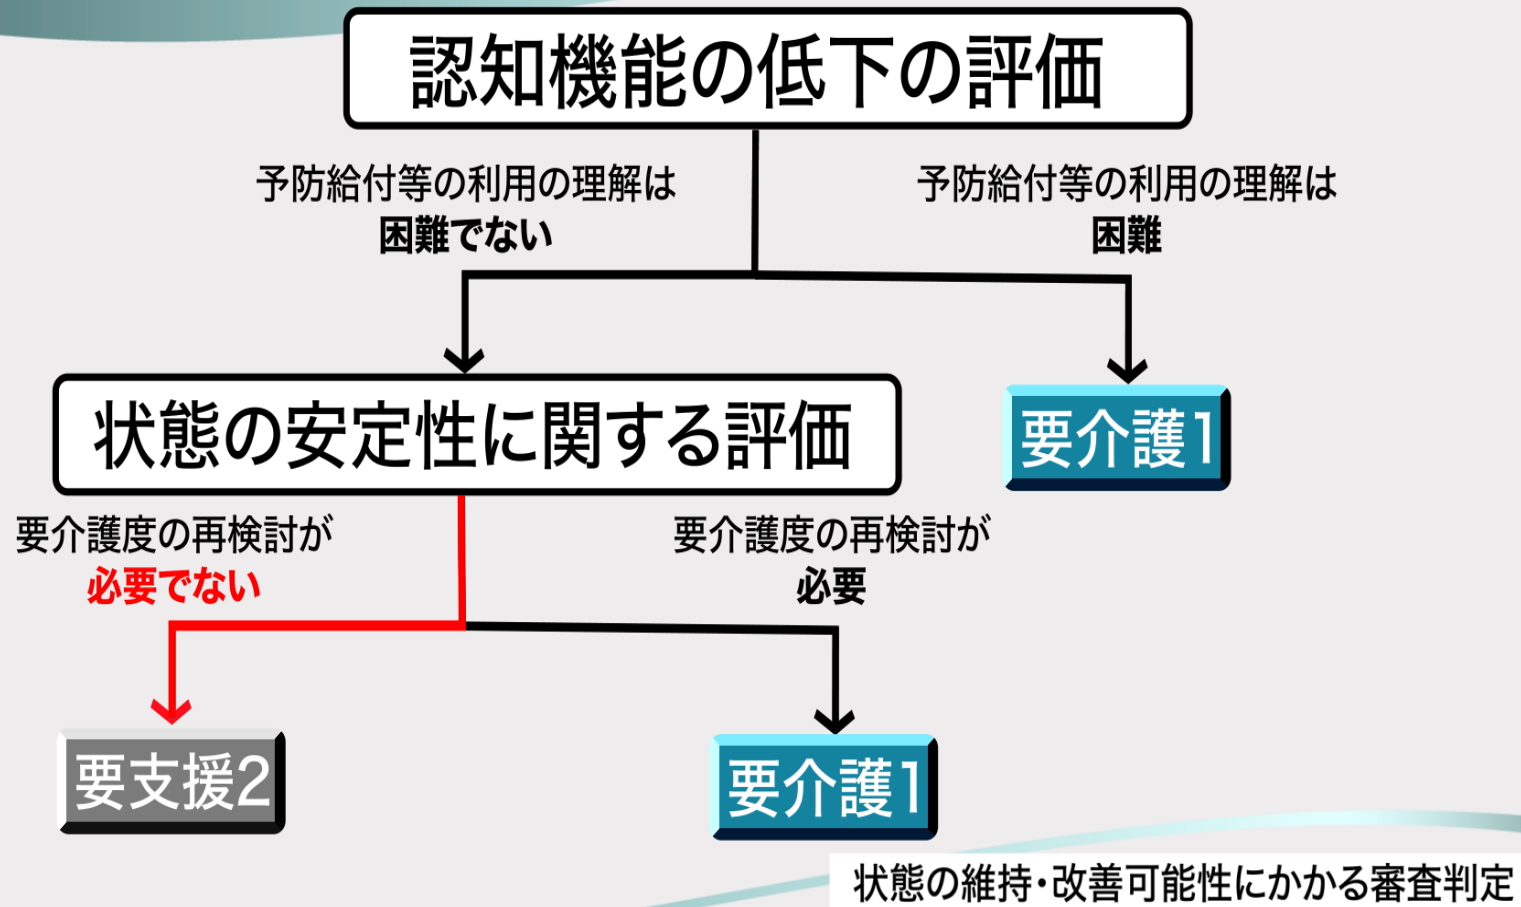 認知機能の低下の評価
予防給付等の利用の理解は
困難でない
予防給付等の利用の理解は
困難
状態の安定性に関する評価
要介護1
要介護度の再検討が
必要でない
要介護度の再検討が
必要
要支援2
要介護1
状態の維持・改善可能性にかかる審査判定